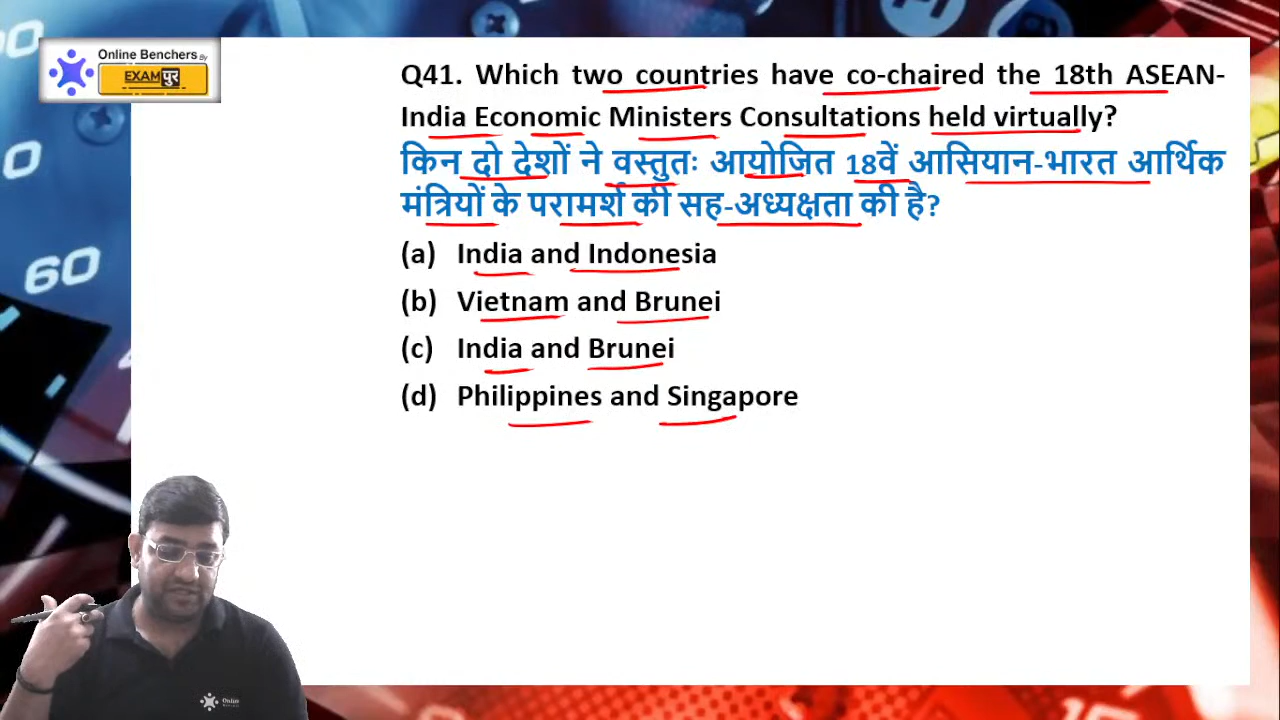 Online Benchers By
EXAMपुर
Q41. Which two countries have co-chaired the 18th ASEAN-
India Economic Ministers Consultations held virtually?
किन दो देशों ने वस्तुतः आयोजित 18वें आसियान-भारत आर्थिक
मंत्रियों के परामर्श की सह-अध्यक्षता की है?
(a) India and Indonesia
(b) Vietnam and Brunei
(c) India and Brunei
(d) Philippines and Singapore
60
Online